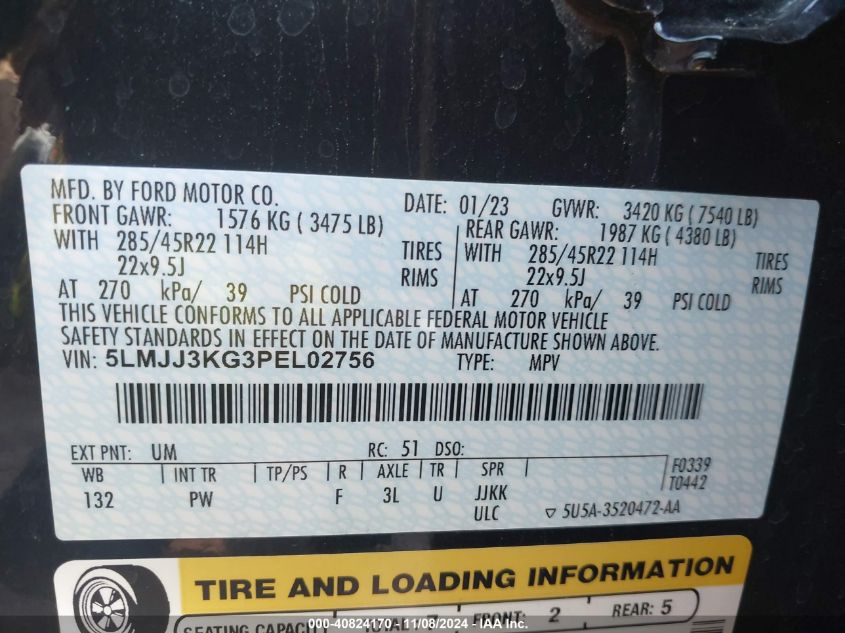 MFD. BY FORD MOTOR CO.
DATE: 01/23 GVWR: 3420 KG ( 7540 LB)
FRONT GAWR: 1576 KG ( 3475 LB)
WITH 285/45R22 114H TIRES
22x9.5J RIMS
AT 270 kPa/ 39 PSI COLD
REAR GAWR: 1987 KG ( 4380 LB)
WITH 285/45R22 114H TIRES
22x9.5J RIMS
AT 270 kPa/ 39 PSI COLD
THIS VEHICLE CONFORMS TO ALL APPLICABLE FEDERAL MOTOR VEHICLE
SAFETY STANDARDS IN EFFECT ON THE DATE OF MANUFACTURE SHOWN ABOVE.
VIN: 5LMJJ3KG3PEL02756 TYPE: MPV
EXT PNT: UM RC: 51 DSO:
WB INT TR TP/PS R AXLE TR SPR
132 PW F 3L U JJKK
ULC
F0339
T0442
▽ 5U5A-3520472-AA
TIRE AND LOADING INFORMATION
SEATING CAPACITY TOTAL FRONT: 2 REAR: 5
000-40824170 - 11/08/2024 - IAA Inc.